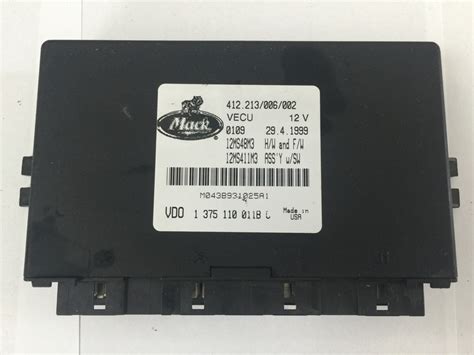 Mack
412.213/006/002
VECU 12 V
0109 29.4.1999
12MS48M3 H/W and F/W
12MS411M3 ASS'Y w/SW
M043B931025A1
VDO 1 375 110 011B
Made in
USA